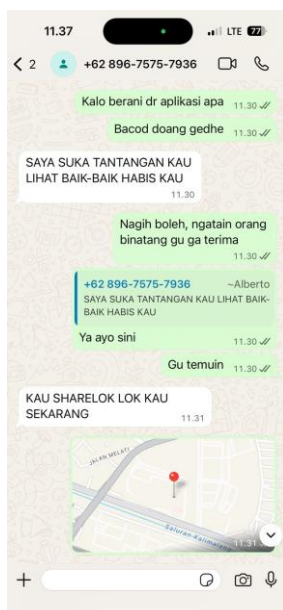 11.37
LTE 77
2 +62 896-7575-7936
Kalo berani dr aplikasi apa 11.30
Bacod doang gedhe 11.30
SAYA SUKA TANTANGAN KAU
LIHAT BAIK-BAIK HABIS KAU
11.30
Nagih boleh, ngatain orang
binatang gu ga terima
11.30
+62 896-7575-7936 ~Alberto
SAYA SUKA TANTANGAN KAU LIHAT BAIK-
BAIK HABIS KAU
Ya ayo sini 11.30
Gu temuin 11.30
KAU SHARELOK LOK KAU
SEKARANG 11.31
JALAN MELATI
Saluran Kalimalang
11.31